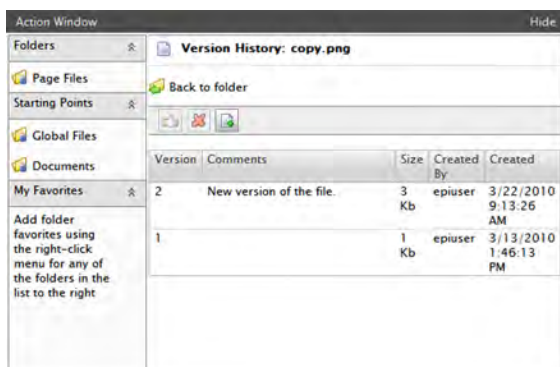 Action Window Hide
Folders
Page Files
Starting Points
Global Files
Documents
My Favorites
Add folder
favorites using
the right-click
menu for any of
the folders in the
list to the right
Version History: copy.png
Back to folder
Version Comments Size Created By Created
2 New version of the file. 3 Kb epiuser 3/22/2010 9:13:26 AM
1 1 Kb epiuser 3/13/2010 1:46:13 PM